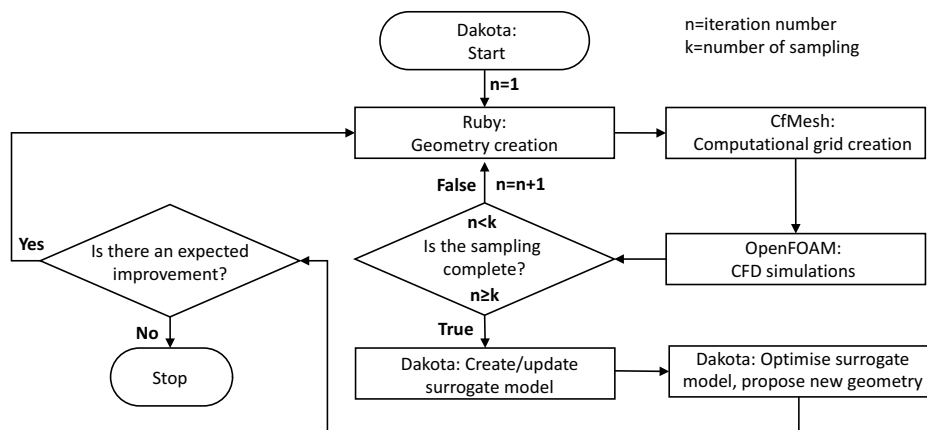 Dakota:
Start
n=iteration number
k=number of sampling
n=1
Ruby:
Geometry creation
CfMesh:
Computational grid creation
False
n=n+1
n<k
Is the sampling
complete?
n≥k
OpenFOAM:
CFD simulations
Yes
Is there an expected
improvement?
No
Stop
True
Dakota: Create/update
surrogate model
Dakota: Optimise surrogate
model, propose new geometry